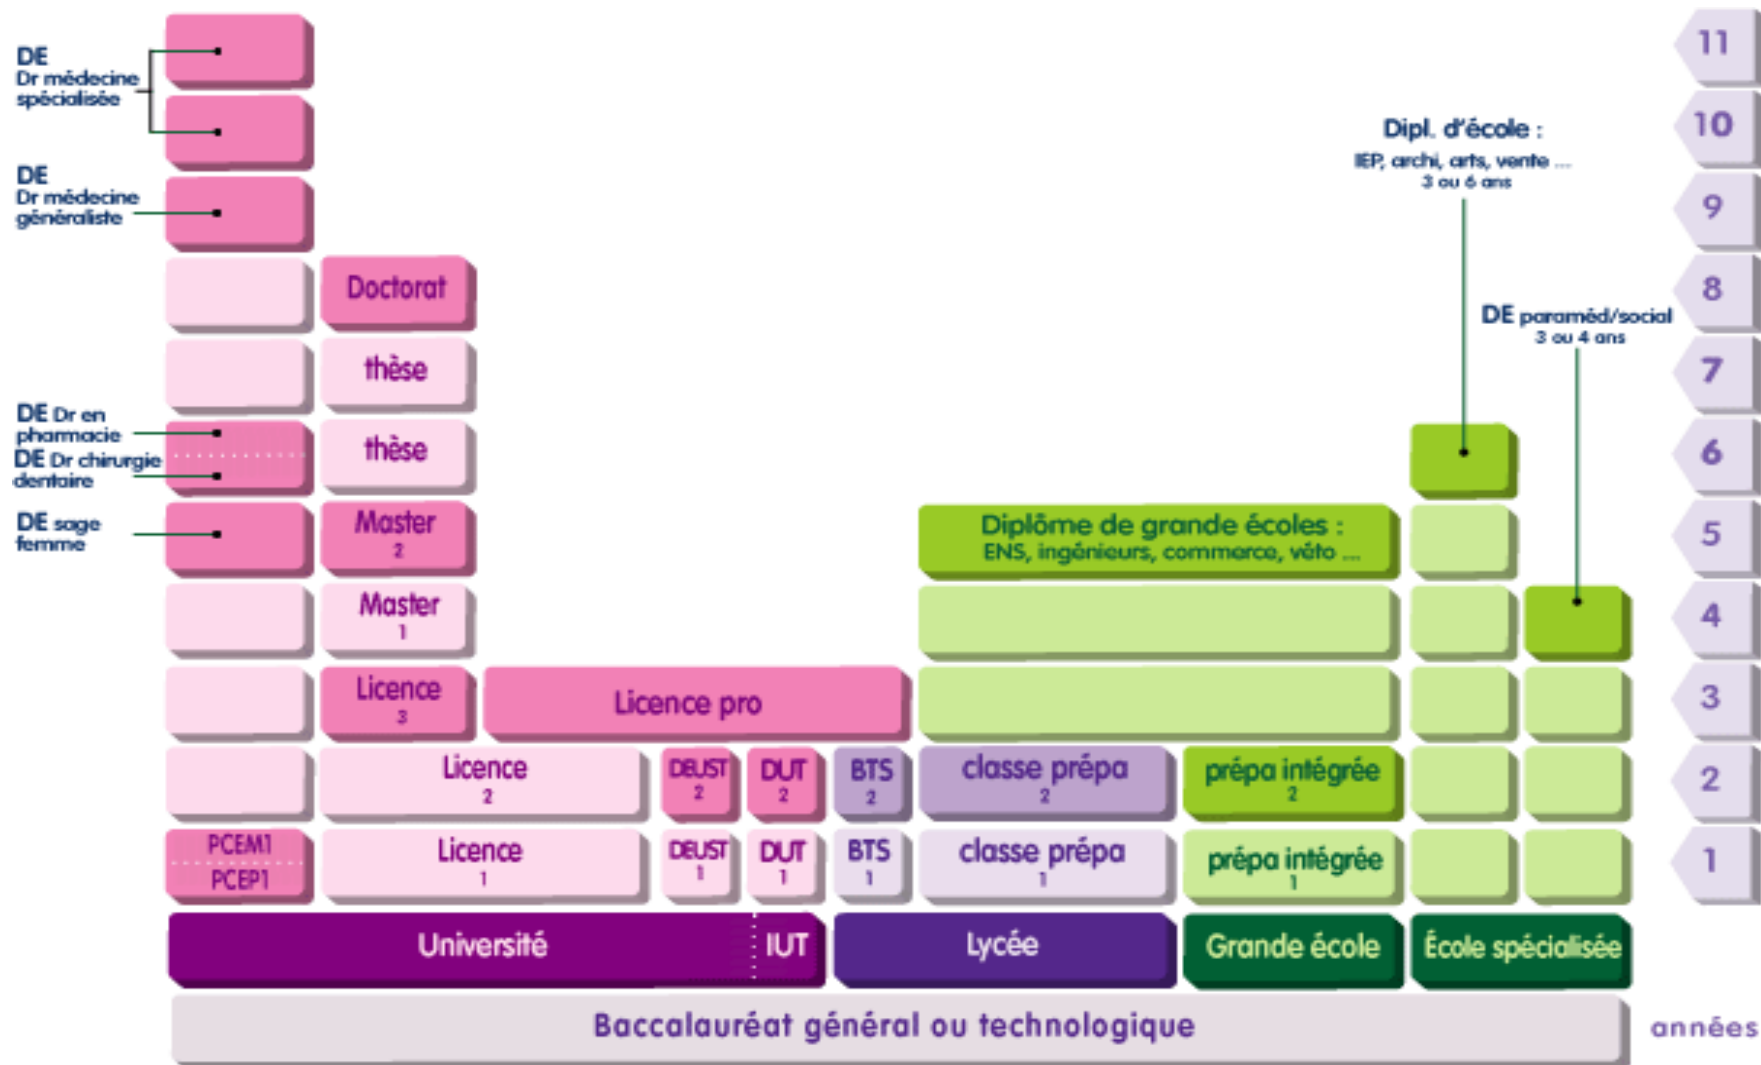 DE
Dr médecine
spécialisée
DE
Dr médecine
généraliste
DE Dr en
pharmacie
DE Dr chirurgie
dentaire
DE sage
femme
Dipl. d'école :
IEP, archi, arts, vente ...
3 ou 6 ans
DE paraméd/social
3 ou 4 ans
11
10
9
Doctorat
8
thèse
7
thèse
6
Master
2
Diplôme de grande écoles :
ENS, ingénieurs, commerce, véto ...
5
Master
1
4
Licence
3
Licence pro
3
Licence
2
DEUST
2
DUT
2
BTS
2
classe prépa
2
prépa intégrée
2
2
PCEM1
PCEP1
Licence
1
DEUST
1
DUT
1
BTS
1
classe prépa
1
prépa intégrée
1
1
Université
IUT
Lycée
Grande école
École spécialisée
Baccalauréat général ou technologique
années